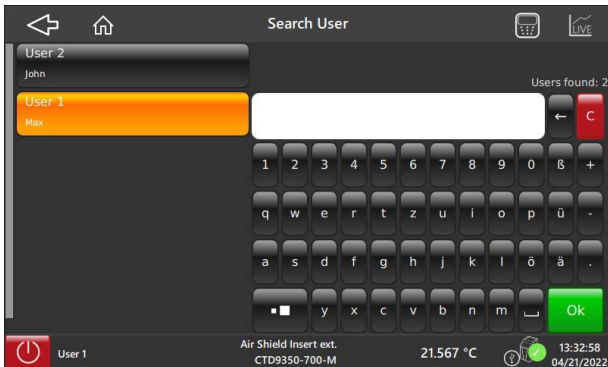 Search User
LIVE
User 2
John
Users found: 2
User 1
Max
← C
1 2 3 4 5 6 7 8 9 0 ß +
q w e r t z u i o p ü -
a s d f g h j k l ö ä .
y x c v b n m Ok
User 1
Air Shield Insert ext.
CTD9350-700-M
21.567 °C
13:32:58
04/21/2022